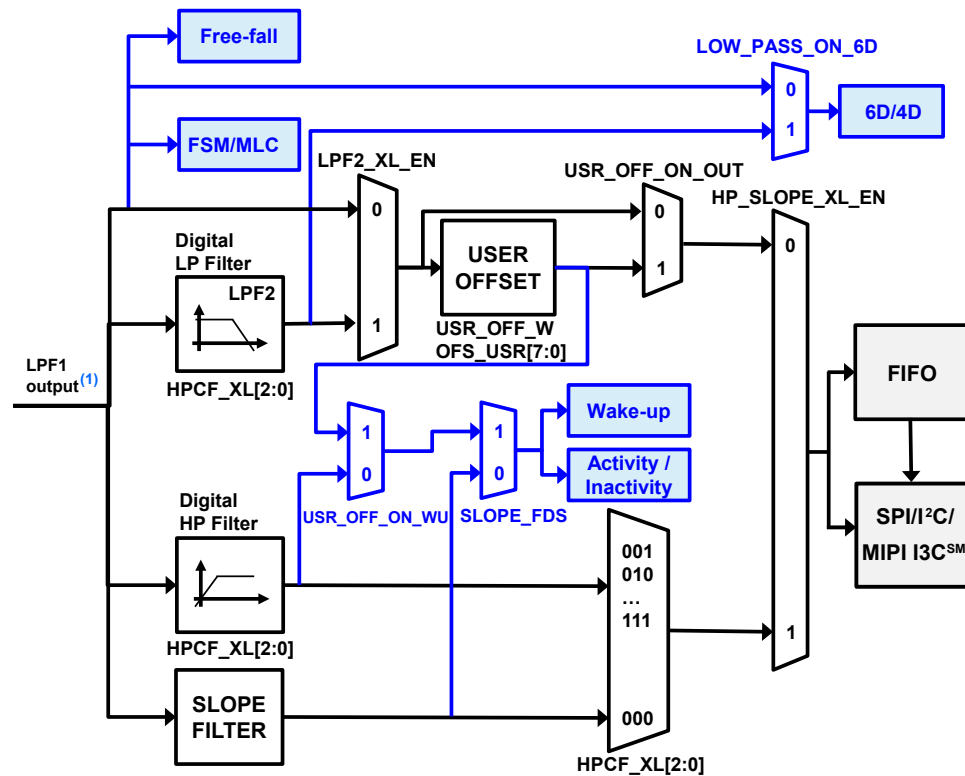 Free-fall
LOW_PASS_ON_6D
0
1
6D/4D
FSM/MLC
LPF2_XL_EN
0
1
USR_OFF_ON_OUT
0
1
HP_SLOPE_XL_EN
0
1
Digital
LP Filter
LPF2
HPCF_XL[2:0]
USER
OFFSET
USR_OFF_W
OFS_USR[7:0]
LPF1
output(1)
FIFO
SPI/I²C/
MIPI I3C℠
1
0
USR_OFF_ON_WU
1
0
SLOPE_FDS
Wake-up
Activity /
Inactivity
Digital
HP Filter
HPCF_XL[2:0]
SLOPE
FILTER
001
010
...
111
000
HPCF_XL[2:0]